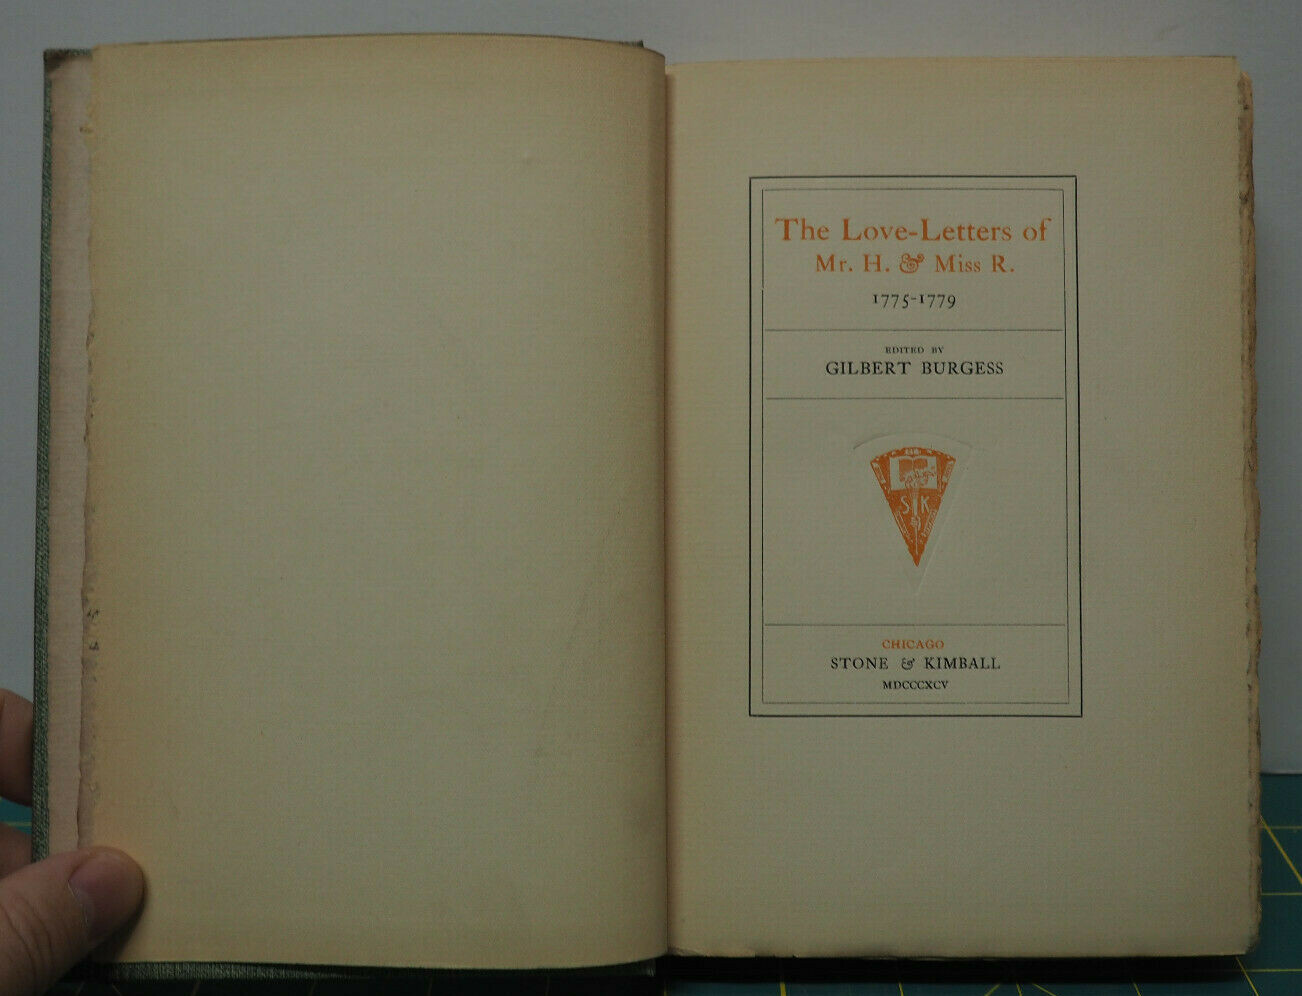 The Love-Letters of
Mr. H. & Miss R.
1775-1779
EDITED BY
GILBERT BURGESS
S K
CHICAGO
STONE & KIMBALL
MDCCCXCV